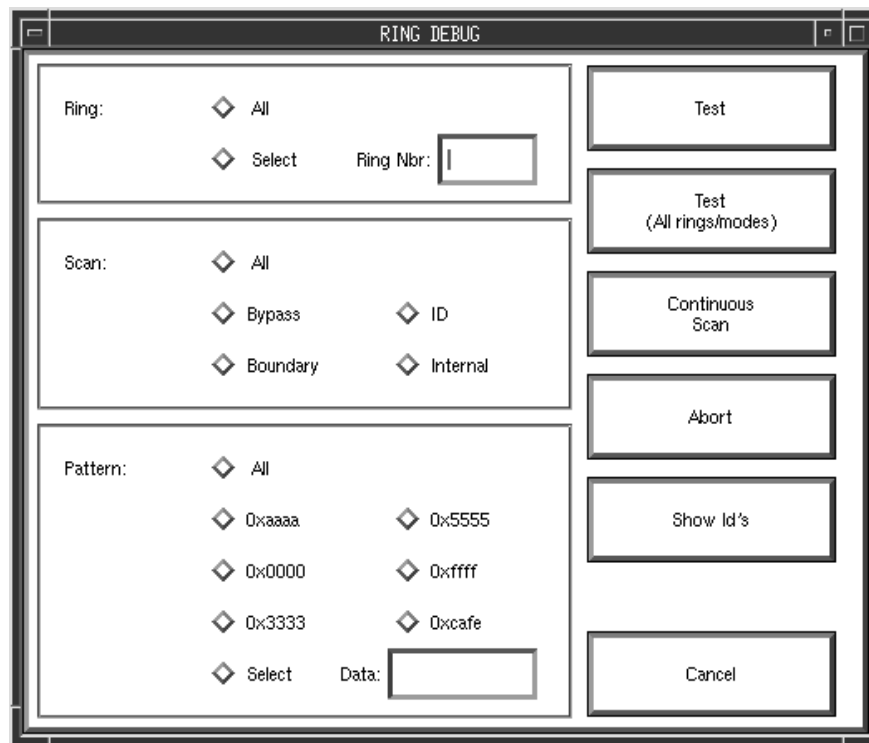 RING DEBUG
Ring:
All
Select
Ring Nbr:
Scan:
All
Bypass
ID
Boundary
Internal
Pattern:
All
0xaaaa
0x5555
0x0000
0xffff
0x3333
0xcafe
Select
Data:
Test
Test
(All rings/modes)
Continuous
Scan
Abort
Show Id's
Cancel